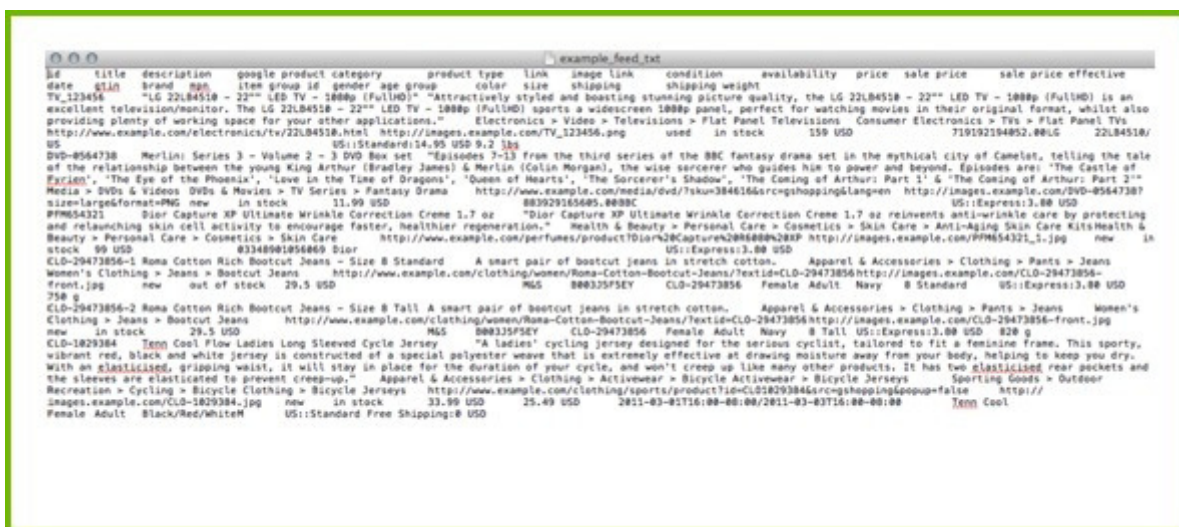 example_feed_txt
id title description google product category product type link image link condition availability price sale price sale price effective
date gtin brand mpn item group id gender age group color size shipping shipping weight
TV_123456 "LG 22LB4510 - 22"" LED TV - 1080p (FullHD)" "Attractively styled and boasting stunning picture quality, the LG 22LB4510 - 22"" LED TV - 1080p (FullHD) is an
excellent television/monitor. The LG 22LB4510 - 22"" LED TV - 1080p (FullHD) sports a widescreen 1080p panel, perfect for watching movies in their original format, whilst also
providing plenty of working space for your other applications." Electronics > Video > Televisions > Flat Panel Televisions Consumer Electronics > TVs > Flat Panel TVs
http://www.example.com/electronics/tv/22LB4510.html http://images.example.com/TV_123456.png used in stock 159 USD 719192194052.00LG 22LB4510/
US US::Standard:14.95 USD 9.2 lbs
DVD-0564738 Merlin: Series 3 - Volume 2 - 3 DVD Box set "Episodes 7-13 from the third series of the BBC fantasy drama set in the mythical city of Camelot, telling the tale
of the relationship between the young King Arthur (Bradley James) & Merlin (Colin Morgan), the wise sorcerer who guides him to power and beyond. Episodes are: 'The Castle of
Fyrien', 'The Eye of the Phoenix', 'Love in the Time of Dragons', 'Queen of Hearts', 'The Sorcerer's Shadow', 'The Coming of Arthur: Part 1' & 'The Coming of Arthur: Part 2'"
Media > DVDs & Videos DVDs & Movies > TV Series > Fantasy Drama http://www.example.com/media/dvd/?sku=384616&src=gshopping&lang=en http://images.example.com/DVD-0564738?
size=large&format=PNG new in stock 11.99 USD 883929165605.00BBC US::Express:3.80 USD
PFM654321 Dior Capture XP Ultimate Wrinkle Correction Creme 1.7 oz "Dior Capture XP Ultimate Wrinkle Correction Creme 1.7 oz reinvents anti-wrinkle care by protecting
and relaunching skin cell activity to encourage faster, healthier regeneration." Health & Beauty > Personal Care > Cosmetics > Skin Care > Anti-Aging Skin Care KitsHealth &
Beauty > Personal Care > Cosmetics > Skin Care http://www.example.com/perfumes/product?Dior%20Capture%20R6080%20XP http://images.example.com/PFM654321_1.jpg new in
stock 99 USD 03348901056069 Dior US::Express:3.80 USD
CLO-29473856-1 Roma Cotton Rich Bootcut Jeans - Size 8 Standard A smart pair of bootcut jeans in stretch cotton. Apparel & Accessories > Clothing > Pants > Jeans
Women's Clothing > Jeans > Bootcut Jeans http://www.example.com/clothing/women/Roma-Cotton-Bootcut-Jeans/?extid=CLO-29473856http://images.example.com/CLO-29473856-
front.jpg new out of stock 29.5 USD M&S B003J5F5EY CLO-29473856 Female Adult Navy 8 Standard US::Express:3.80 USD
750 g
CLO-29473856-2 Roma Cotton Rich Bootcut Jeans - Size 8 Tall A smart pair of bootcut jeans in stretch cotton. Apparel & Accessories > Clothing > Pants > Jeans Women's
Clothing > Jeans > Bootcut Jeans http://www.example.com/clothing/women/Roma-Cotton-Bootcut-Jeans/?extid=CLO-29473856http://images.example.com/CLO-29473856-front.jpg
new in stock 29.5 USD M&S B003J5F5EY CLO-29473856 Female Adult Navy 8 Tall US::Express:3.80 USD 820 g
CLO-1029384 Tenn Cool Flow Ladies Long Sleeved Cycle Jersey "A ladies' cycling jersey designed for the serious cyclist, tailored to fit a feminine frame. This sporty,
vibrant red, black and white jersey is constructed of a special polyester weave that is extremely effective at drawing moisture away from your body, helping to keep you dry.
With an elasticised, gripping waist, it will stay in place for the duration of your cycle, and won't creep up like many other products. It has two elasticised rear pockets and
the sleeves are elasticated to prevent creep-up." Apparel & Accessories > Clothing > Activewear > Bicycle Activewear > Bicycle Jerseys Sporting Goods > Outdoor
Recreation > Cycling > Bicycle Clothing > Bicycle Jerseys http://www.example.com/clothing/sports/product?id=CLO1029384&src=gshopping&popup=false http://
images.example.com/CLO-1029384.jpg new in stock 33.99 USD 25.49 USD 2011-03-01T16:00-08:00/2011-03-03T16:00-08:00 Tenn Cool
Female Adult Black/Red/WhiteM US::Standard Free Shipping:0 USD